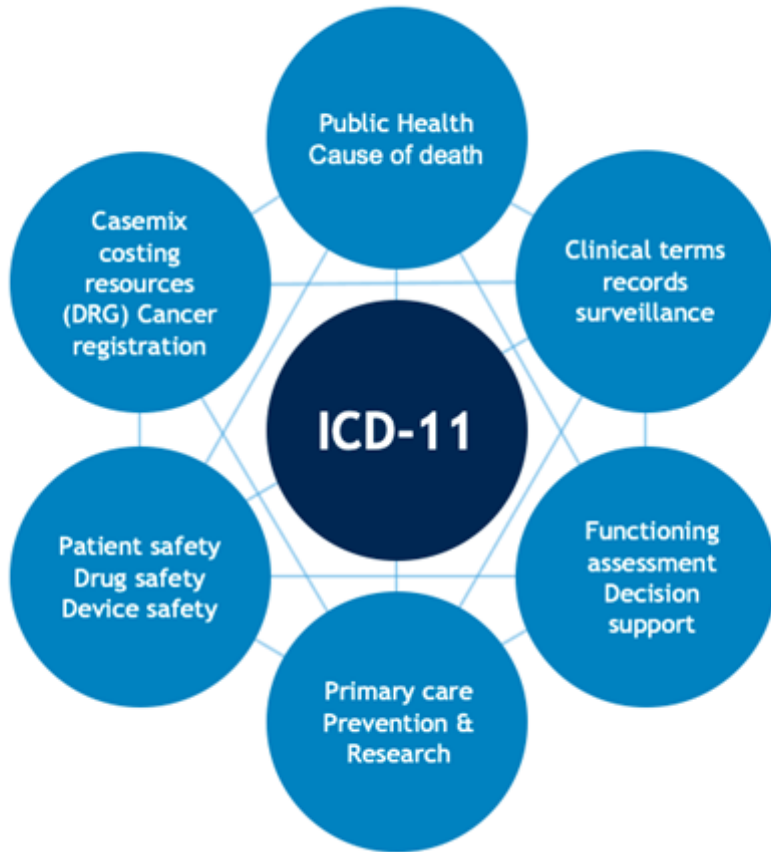 Public Health
Cause of death
Casemix
costing
resources
(DRG) Cancer
registration
Clinical terms
records
surveillance
ICD-11
Patient safety
Drug safety
Device safety
Functioning
assessment
Decision
support
Primary care
Prevention &
Research